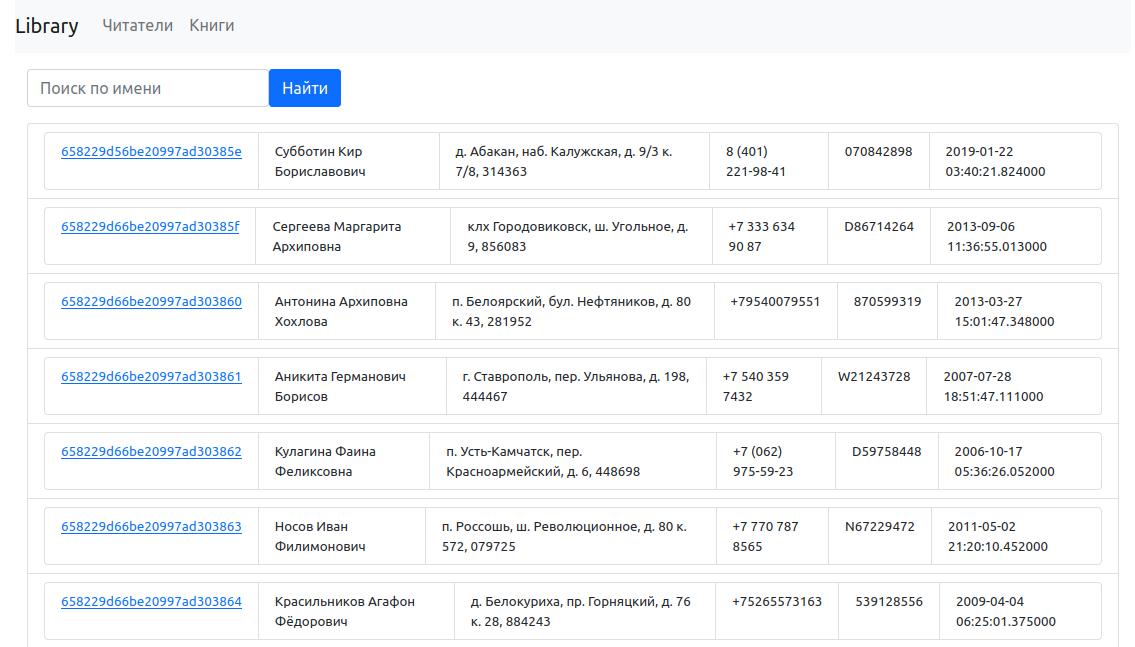 Library Читатели Книги
Поиск по имени Найти
658229d56be20997ad30385e Субботин Кир д. Абакан, наб. Калужская, д. 9/3 к. 8 (401) 070842898 2019-01-22
Бориславович 7/8, 314363 221-98-41 03:40:21.824000
658229d66be20997ad30385f Сергеева Маргарита клх Городовиковск, ш. Угольное, д. +7 333 634 D86714264 2013-09-06
Архиповна 9, 856083 90 87 11:36:55.013000
658229d66be20997ad303860 Антонина Архиповна п. Белоярский, бул. Нефтяников, д. 80 +79540079551 870599319 2013-03-27
Хохлова к. 43, 281952 15:01:47.348000
658229d66be20997ad303861 Аникита Германович г. Ставрополь, пер. Ульянова, д. 198, +7 540 359 W21243728 2007-07-28
Борисов 444467 7432 18:51:47.111000
658229d66be20997ad303862 Кулагина Фаина п. Усть-Камчатск, пер. +7 (062) D59758448 2006-10-17
Феликсовна Красноармейский, д. 6, 448698 975-59-23 05:36:26.052000
658229d66be20997ad303863 Носов Иван п. Россошь, ш. Революционное, д. 80 к. +7 770 787 N67229472 2011-05-02
Филимонович 572, 079725 8565 21:20:10.452000
658229d66be20997ad303864 Красильников Агафон д. Белокуриха, пр. Горняцкий, д. 76 +75265573163 539128556 2009-04-04
Фёдорович к. 28, 884243 06:25:01.375000